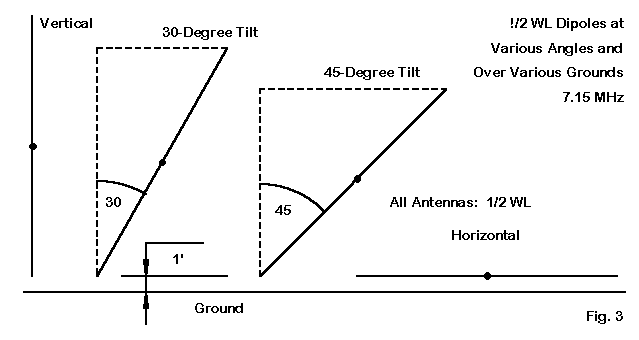 Vertical
30-Degree Tilt
!/2 WL Dipoles at
Various Angles and
Over Various Grounds
7.15 MHz
45-Degree Tilt
30
45
All Antennas: 1/2 WL
Horizontal
1'
Ground
Fig. 3